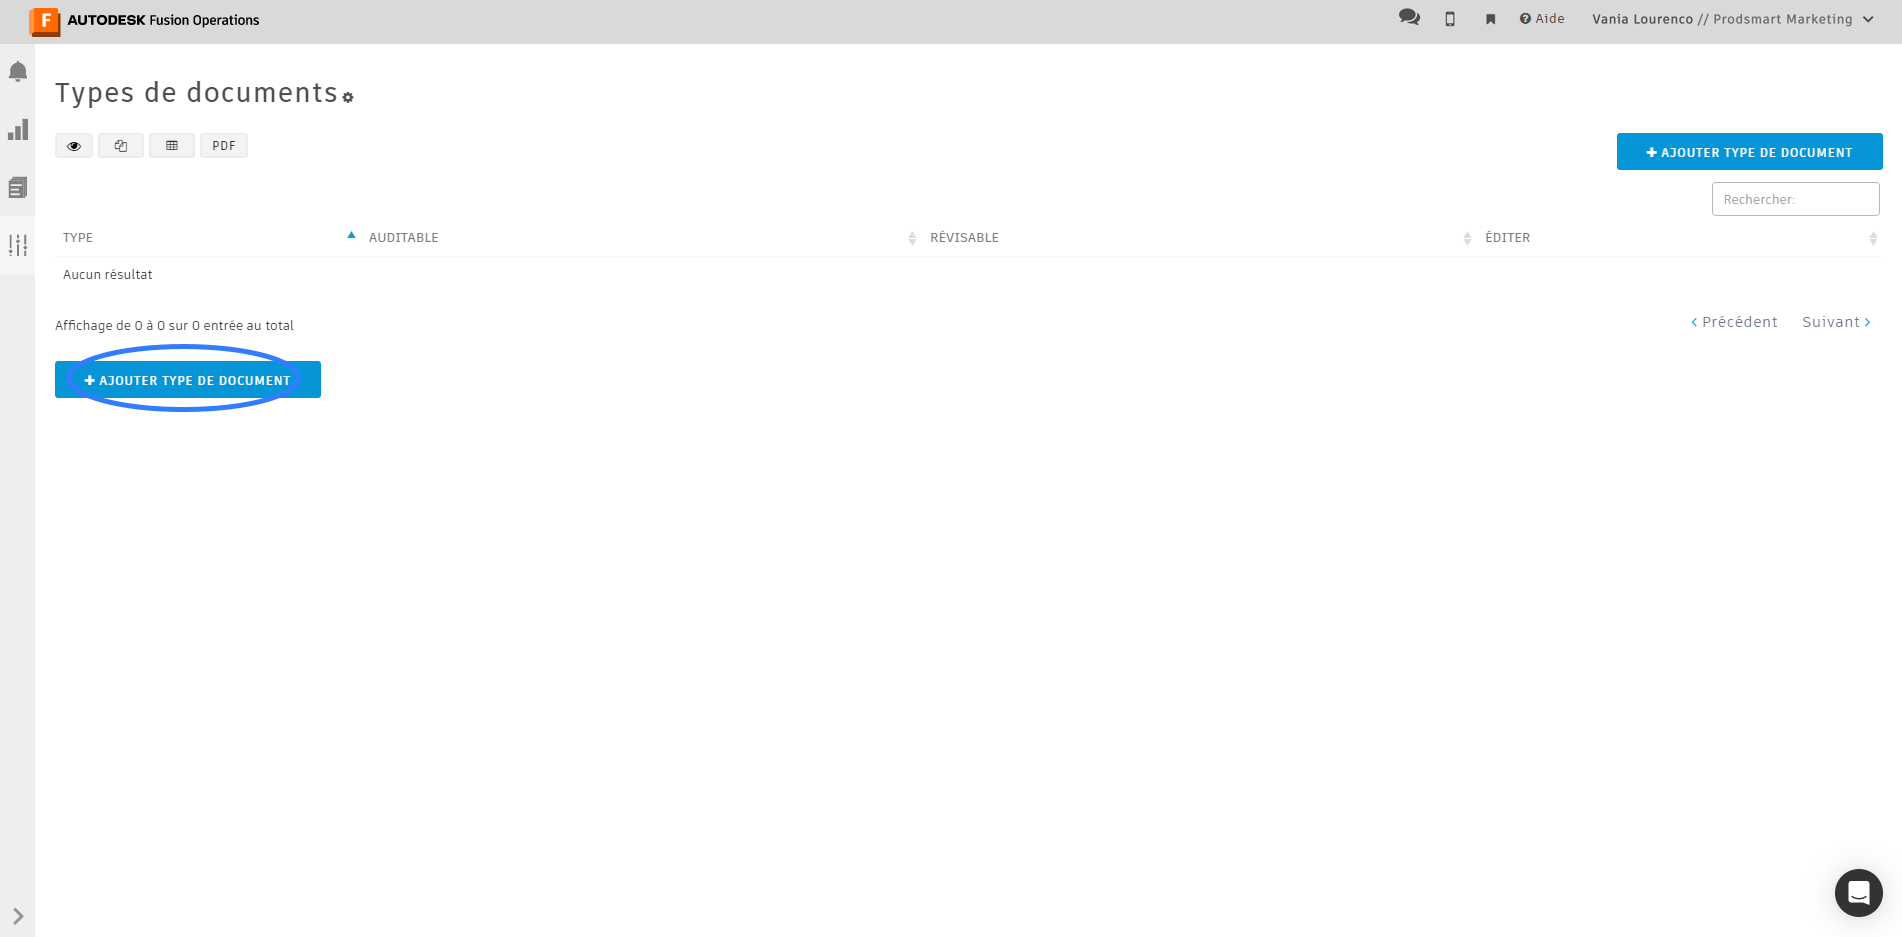 F AUTODESK Fusion Operations
Aide
Vania Lourenco // Prodsmart Marketing
Types de documents
PDF
+ AJOUTER TYPE DE DOCUMENT
Rechercher:
TYPE AUDITABLE RÉVISABLE ÉDITER
Aucun résultat
Affichage de 0 à 0 sur 0 entrée au total
Précédent Suivant
+ AJOUTER TYPE DE DOCUMENT